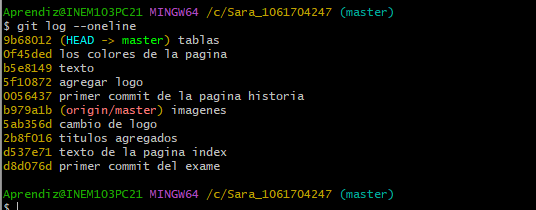 Aprendiz@INEM103PC21 MINGW64 /c/Sara_1061704247 (master)
$ git log --oneline
9b68012 (HEAD -> master) tablas
0f45ded los colores de la pagina
b5e8149 texto
5f10872 agregar logo
0056437 primer commit de la pagina historia
b979a1b (origin/master) imagenes
5ab356d cambio de logo
2b8f016 titulos agregados
d537e71 texto de la pagina index
d8d076d primer commit del exame
Aprendiz@INEM103PC21 MINGW64 /c/Sara_1061704247 (master)
$